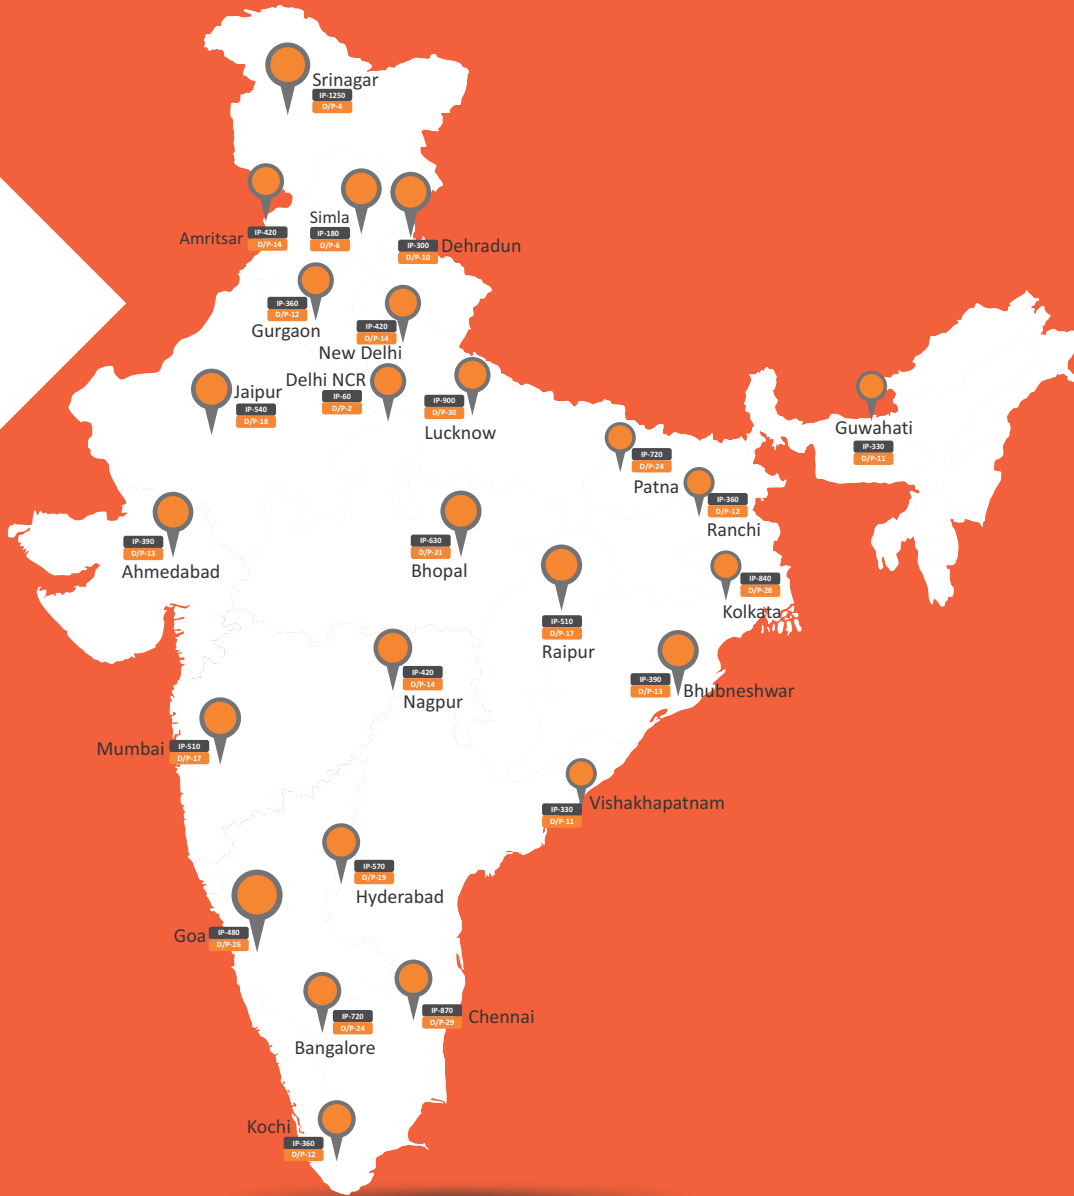 Srinagar
IP-1250
D/P-4
Amritsar
IP-420
D/P-14
Simla
IP-180
D/P-6
IP-300
D/P-10
Dehradun
IP-360
D/P-12
Gurgaon
IP-420
D/P-14
New Delhi
Delhi NCR
IP-60
D/P-2
Jaipur
IP-540
D/P-18
IP-900
D/P-30
Lucknow
Guwahati
IP-330
D/P-11
IP-720
D/P-24
Patna
IP-360
D/P-12
Ranchi
IP-390
D/P-13
Ahmedabad
IP-630
D/P-21
Bhopal
IP-840
D/P-28
Kolkata
IP-510
D/P-17
Raipur
IP-420
D/P-14
Nagpur
IP-390
D/P-13
Bhubneshwar
Mumbai
IP-510
D/P-17
Vishakhapatnam
IP-330
D/P-11
IP-570
D/P-19
Hyderabad
Goa
IP-480
D/P-26
IP-720
D/P-24
Bangalore
IP-870
D/P-29
Chennai
Kochi
IP-360
D/P-12